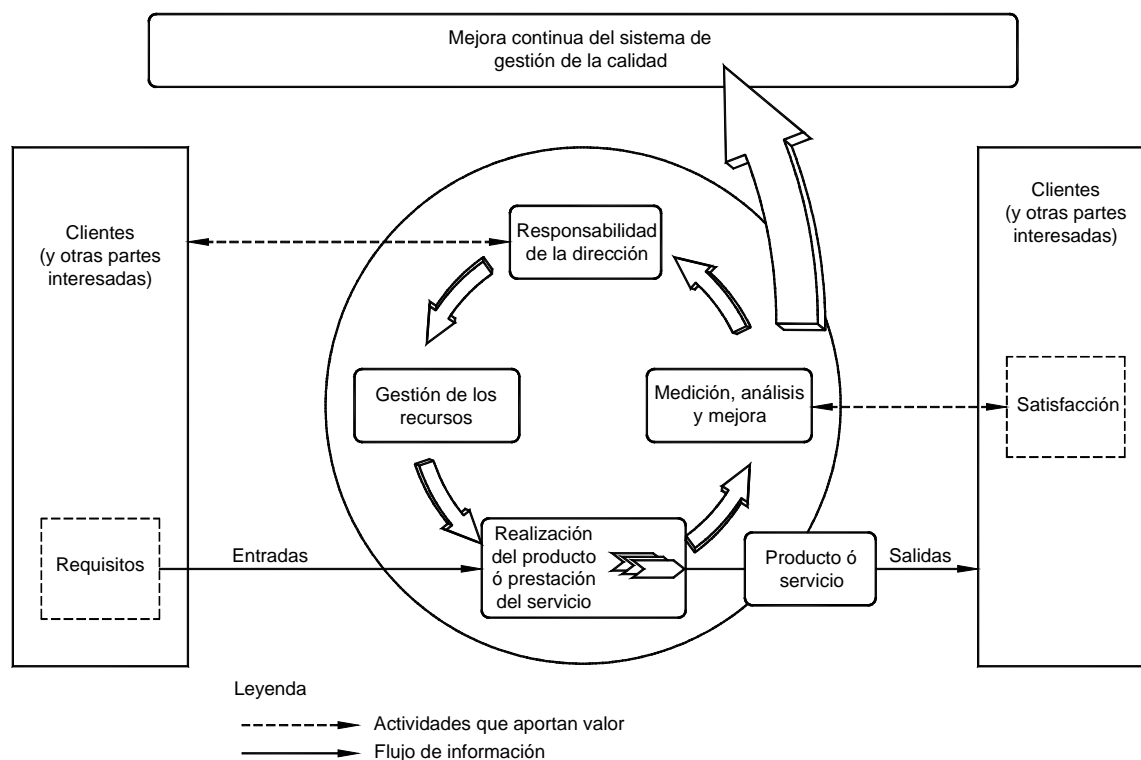 Mejora continua del sistema de
gestión de la calidad
Clientes
(y otras partes
interesadas)
Responsabilidad
de la dirección
Clientes
(y otras partes
interesadas)
Gestión de los
recursos
Medición, análisis
y mejora
Satisfacción
Requisitos
Entradas
Realización
del producto
ó prestación
del servicio
Producto ó
servicio
Salidas
Leyenda
Actividades que aportan valor
Flujo de información